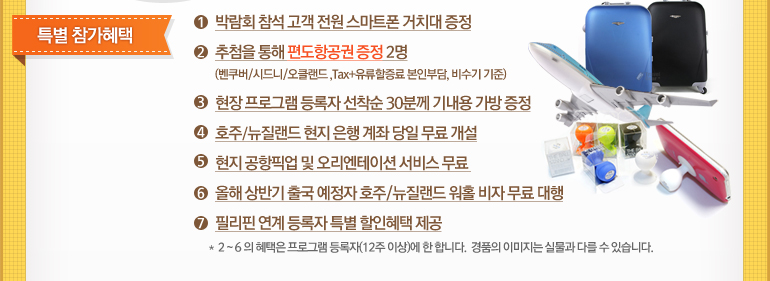 특별 참가혜택
1 박람회 참석 고객 전원 스마트폰 거치대 증정
2 추첨을 통해 편도항공권 증정 2명
(벤쿠버/시드니/오클랜드 ,Tax+유류할증료 본인부담, 비수기 기준)
3 현장 프로그램 등록자 선착순 30분께 기내용 가방 증정
4 호주/뉴질랜드 현지 은행 계좌 당일 무료 개설
5 현지 공항픽업 및 오리엔테이션 서비스 무료
6 올해 상반기 출국 예정자 호주/뉴질랜드 워홀 비자 무료 대행
7 필리핀 연계 등록자 특별 할인혜택 제공
* 2 ~ 6 의 혜택은 프로그램 등록자(12주 이상)에 한 합니다. 경품의 이미지는 실물과 다를 수 있습니다.